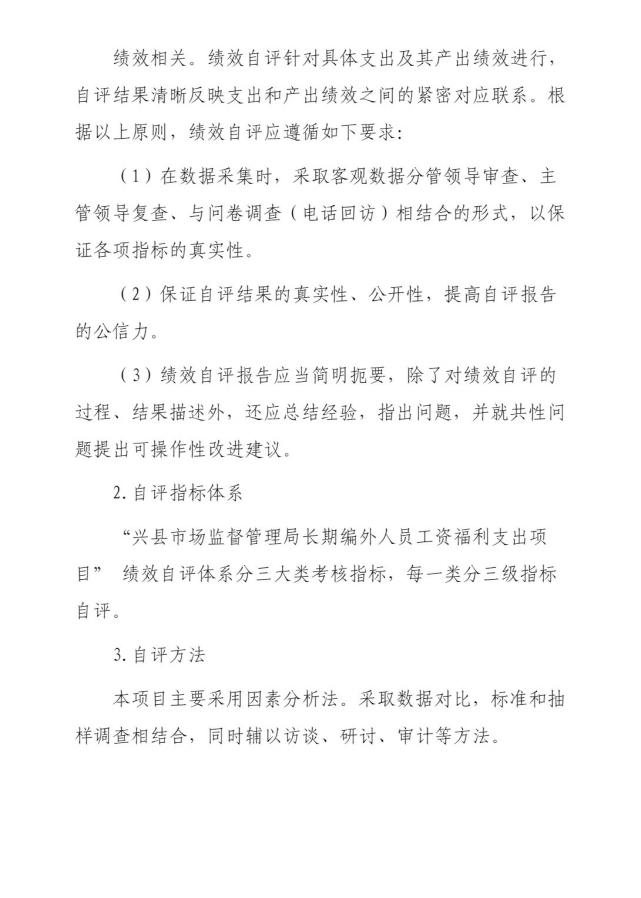 绩效相关。绩效自评针对具体支出及其产出绩效进行，
自评结果清晰反映支出和产出绩效之间的紧密对应联系。根
据以上原则，绩效自评应遵循如下要求：
（1）在数据采集时，采取客观数据分管领导审查、主
管领导复查、与问卷调查（电话回访）相结合的形式，以保
证各项指标的真实性。
（2）保证自评结果的真实性、公开性，提高自评报告
的公信力。
（3）绩效自评报告应当简明扼要，除了对绩效自评的
过程、结果描述外，还应总结经验，指出问题，并就共性问
题提出可操作性改进建议。
2.自评指标体系
“兴县市场监督管理局长期编外人员工资福利支出项
目” 绩效自评体系分三大类考核指标，每一类分三级指标
自评。
3.自评方法
本项目主要采用因素分析法。采取数据对比，标准和抽
样调查相结合，同时辅以访谈、研讨、审计等方法。